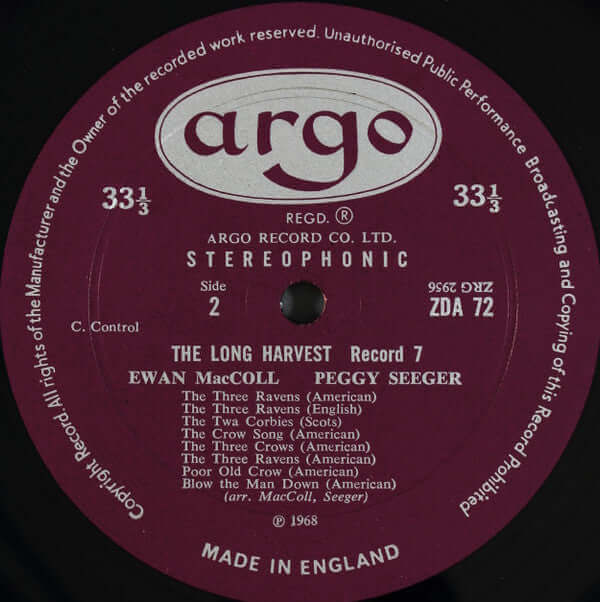 Copyright Record. All rights of the Manufacturer and the Owner of the recorded work reserved. Unauthorised Public Performance Broadcasting and Copying of this Record Prohibited
argo
33⅓
33⅓
REGD. ®
ARGO RECORD CO. LTD.
STEREOPHONIC
Side
2
ZRG 2956
ZDA 72
C. Control
THE LONG HARVEST Record 7
EWAN MacCOLL PEGGY SEEGER
The Three Ravens (American)
The Three Ravens (English)
The Twa Corbies (Scots)
The Crow Song (American)
The Three Crows (American)
The Three Ravens (American)
Poor Old Crow (American)
Blow the Man Down (American)
(arr. MacColl, Seeger)
℗ 1968
MADE IN ENGLAND